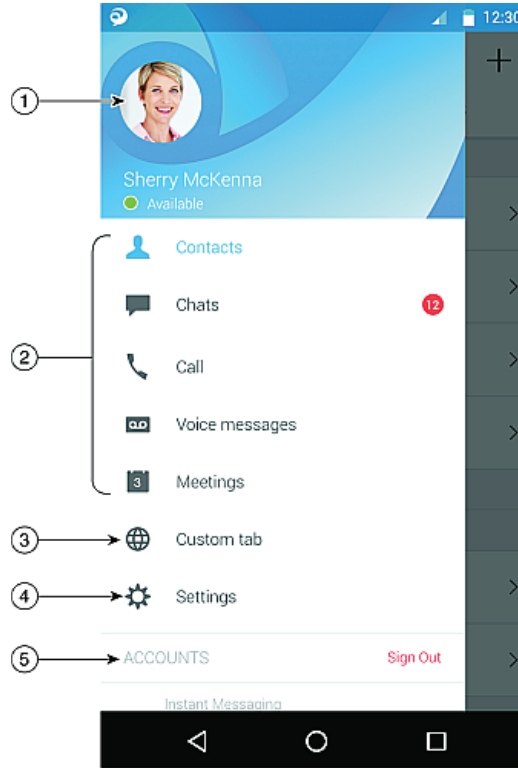 12:30
1
Sherry McKenna
Available
Contacts
Chats
12
2
Call
Voice messages
3
Meetings
3
Custom tab
4
Settings
5
ACCOUNTS
Sign Out
Instant Messaging